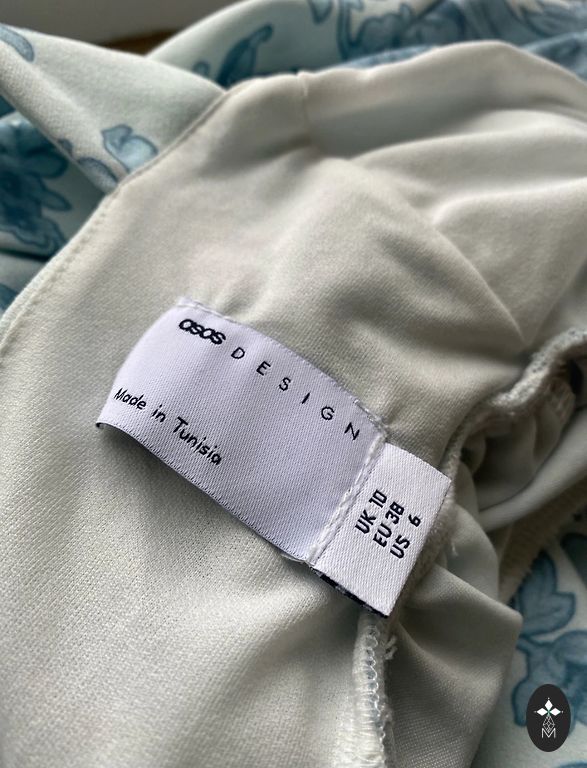 asos DESIGN
Made in Tunisia
UK 10
EU 38
US 6
M